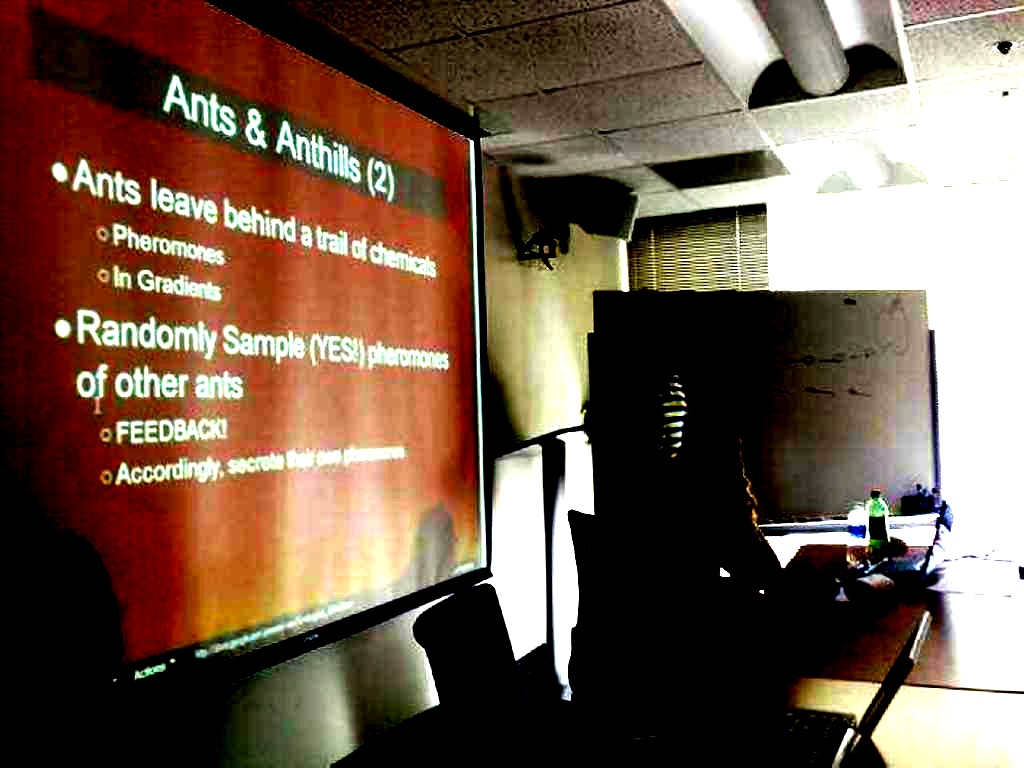 Ants & Anthills (2)
• Ants leave behind a trail of chemicals
○ Pheromones
○ In Gradients
• Randomly Sample (YES!) pheromones
of other ants
○ FEEDBACK!
○ Accordingly, secrete their own pheromones
Actions